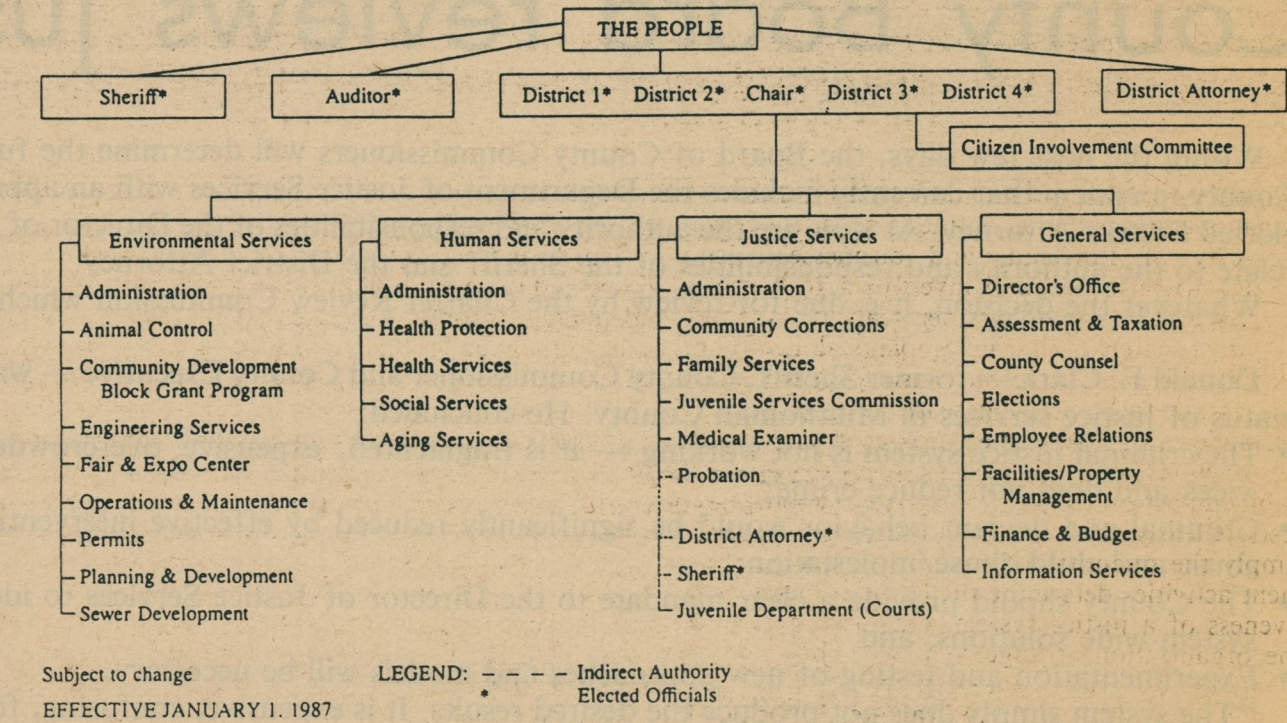 THE PEOPLE
Sheriff*
Auditor*
District 1* District 2* Chair* District 3* District 4*
District Attorney*
Citizen Involvement Committee
Environmental Services
Administration
Animal Control
Community Development
Block Grant Program
Engineering Services
Fair & Expo Center
Operations & Maintenance
Permits
Planning & Development
Sewer Development
Human Services
Administration
Health Protection
Health Services
Social Services
Aging Services
Justice Services
Administration
Community Corrections
Family Services
Juvenile Services Commission
Medical Examiner
Probation
District Attorney*
Sheriff*
Juvenile Department (Courts)
General Services
Director's Office
Assessment & Taxation
County Counsel
Elections
Employee Relations
Facilities/Property
Management
Finance & Budget
Information Services
Subject to change
EFFECTIVE JANUARY 1. 1987
LEGEND: - - - Indirect Authority
* Elected Officials